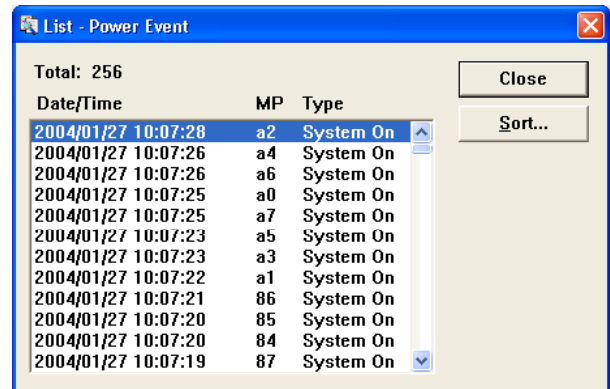 List - Power Event
Total: 256
Close
Date/Time MP Type
Sort...
2004/01/27 10:07:28 a2 System On
2004/01/27 10:07:26 a4 System On
2004/01/27 10:07:26 a6 System On
2004/01/27 10:07:25 a0 System On
2004/01/27 10:07:25 a7 System On
2004/01/27 10:07:23 a5 System On
2004/01/27 10:07:23 a3 System On
2004/01/27 10:07:22 a1 System On
2004/01/27 10:07:21 86 System On
2004/01/27 10:07:20 85 System On
2004/01/27 10:07:20 84 System On
2004/01/27 10:07:19 87 System On